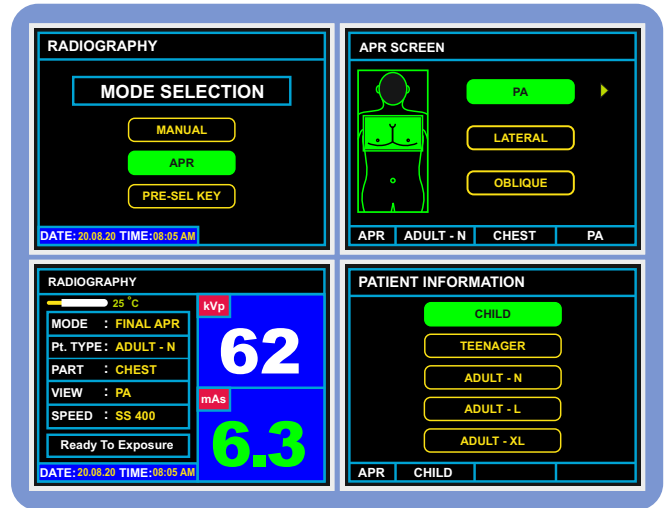 RADIOGRAPHY
MODE SELECTION
MANUAL
APR
PRE-SEL KEY
DATE: 20.08.20 TIME:08:05 AM
APR SCREEN
PA
LATERAL
OBLIQUE
APR ADULT - N CHEST PA
RADIOGRAPHY
25 °C
MODE : FINAL APR
Pt. TYPE : ADULT - N
PART : CHEST
VIEW : PA
SPEED : SS 400
Ready To Exposure
DATE: 20.08.20 TIME:08:05 AM
kVp
62
mAs
6.3
PATIENT INFORMATION
CHILD
TEENAGER
ADULT - N
ADULT - L
ADULT - XL
APR CHILD